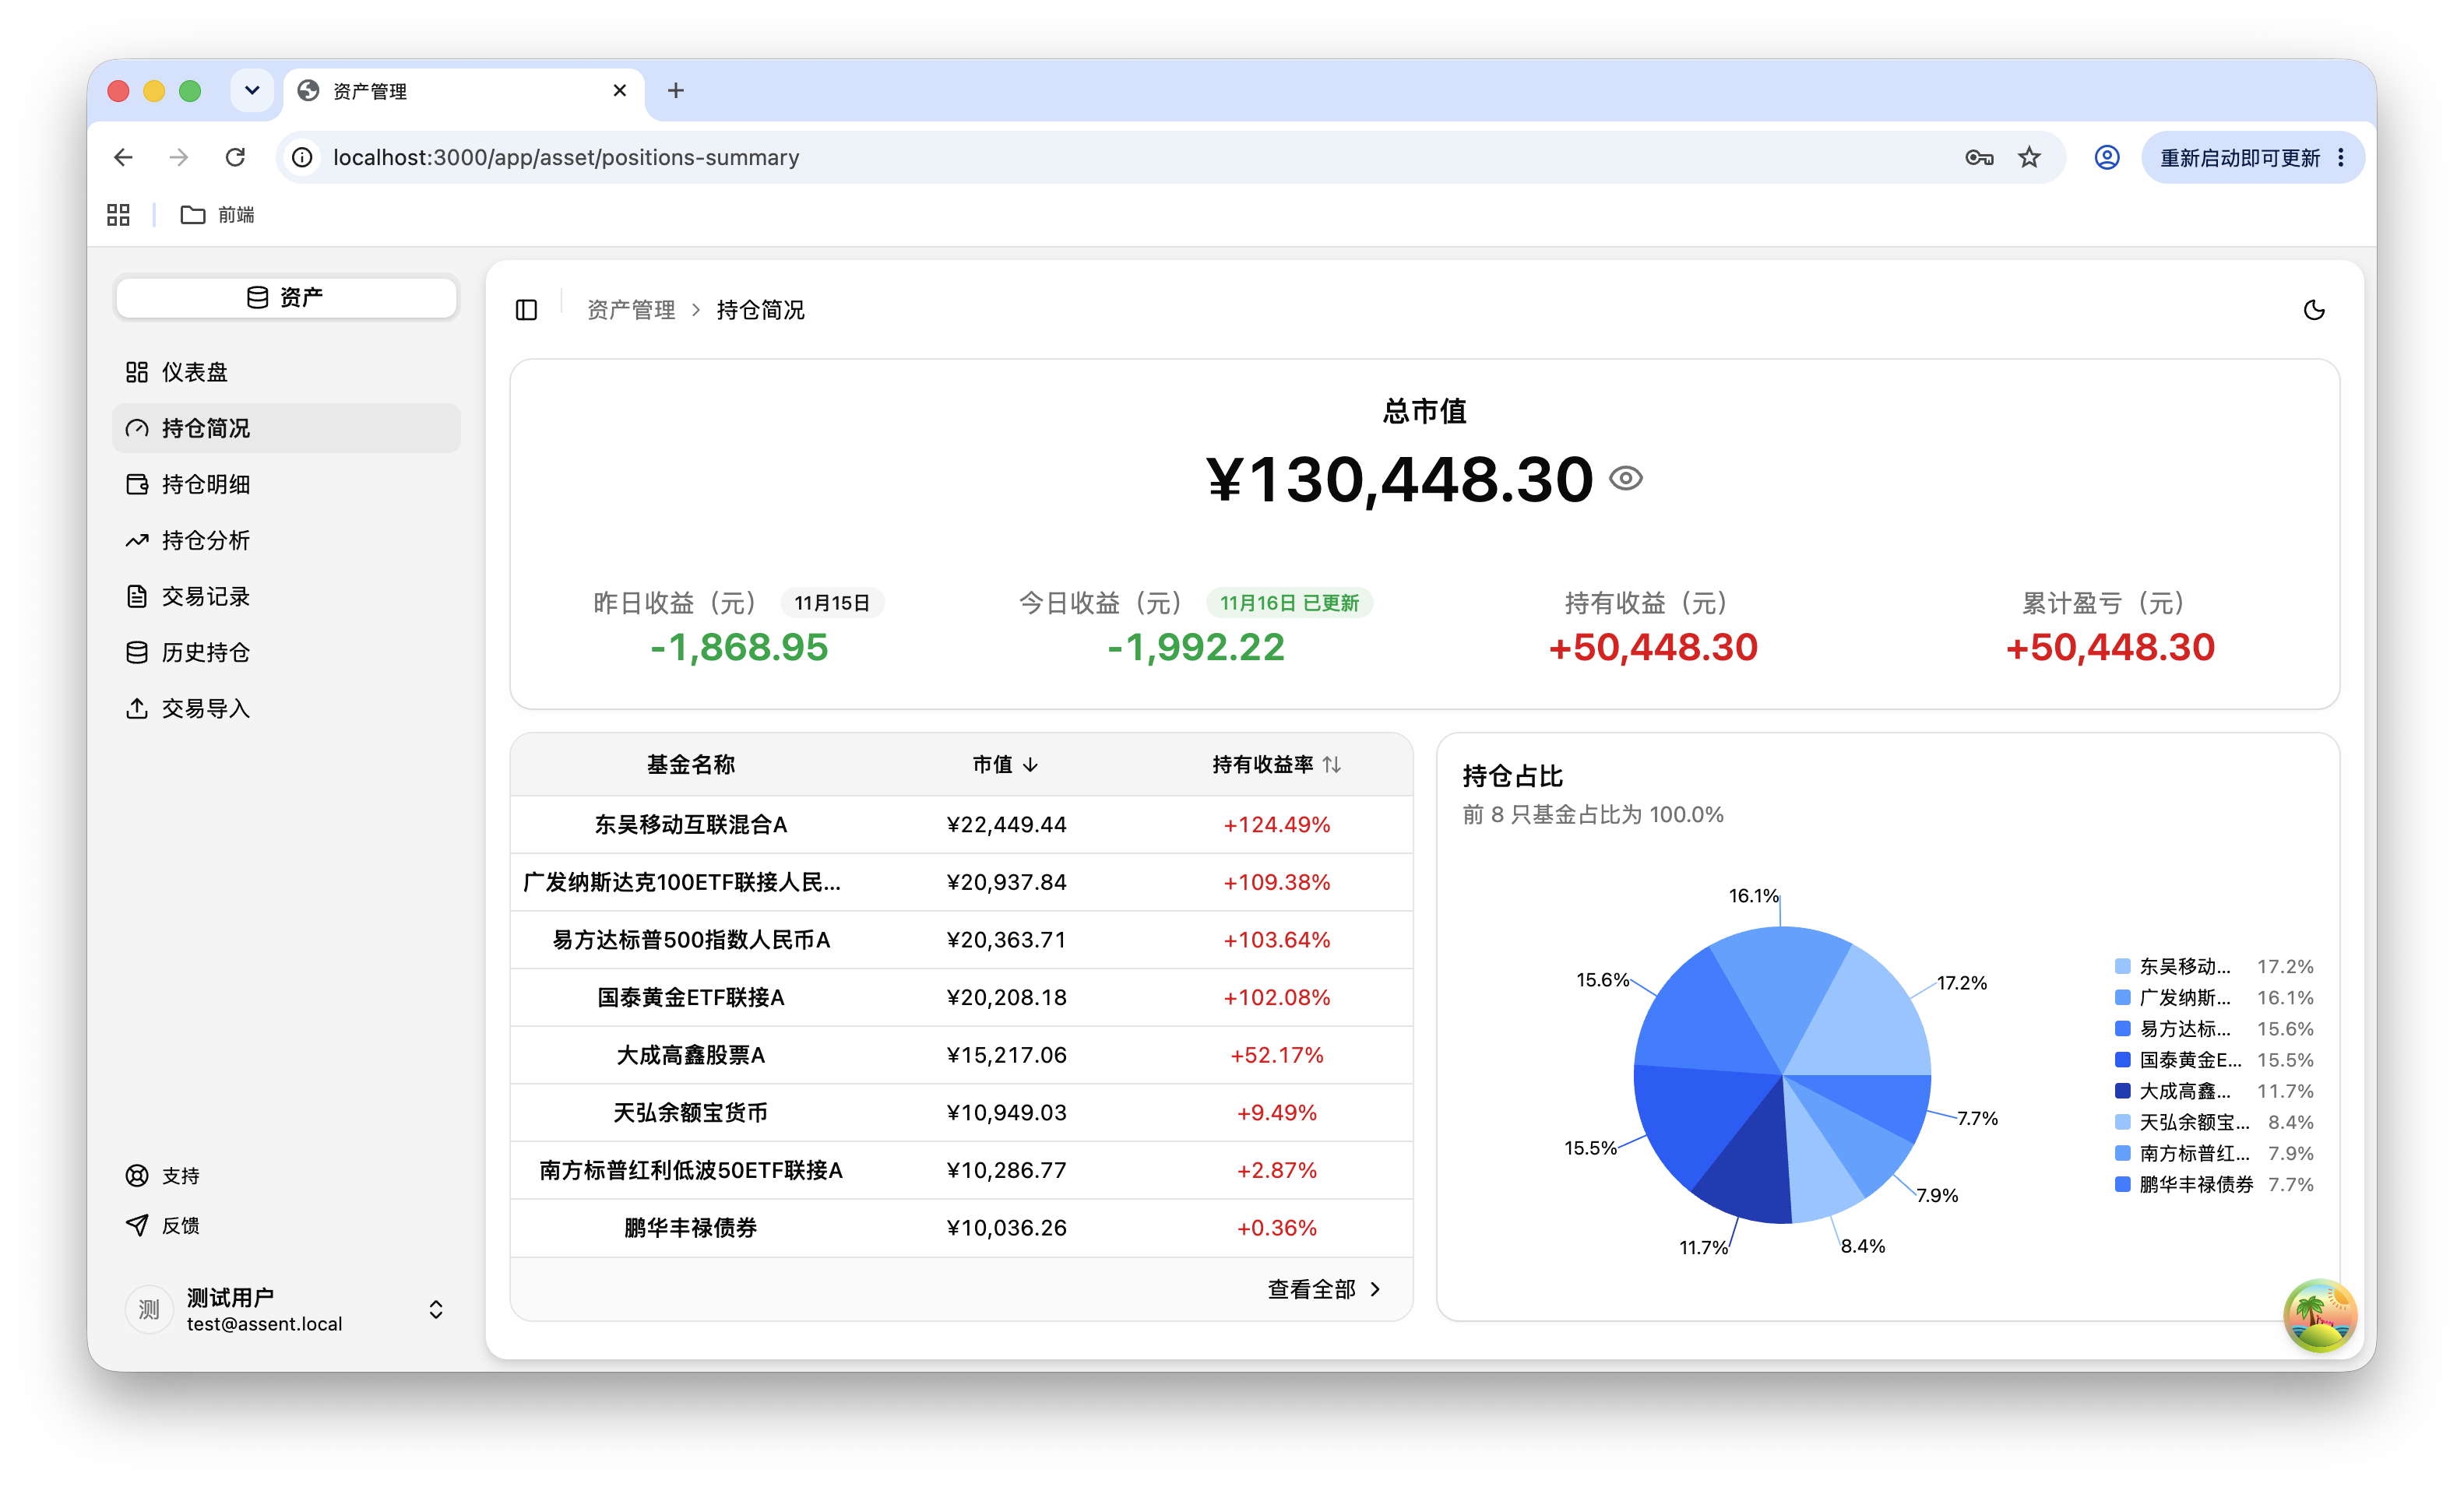 资产管理
localhost:3000/app/asset/positions-summary
重新启动即可更新
前端
资产
仪表盘
持仓简况
持仓明细
持仓分析
交易记录
历史持仓
交易导入
支持
反馈
测
测试用户
test@assent.local
资产管理 > 持仓简况
总市值
¥130,448.30
昨日收益（元） 11月15日
-1,868.95
今日收益（元） 11月16日 已更新
-1,992.22
持有收益（元）
+50,448.30
累计盈亏（元）
+50,448.30
基金名称 市值 持有收益率
东吴移动互联混合A ¥22,449.44 +124.49%
广发纳斯达克100ETF联接人民... ¥20,937.84 +109.38%
易方达标普500指数人民币A ¥20,363.71 +103.64%
国泰黄金ETF联接A ¥20,208.18 +102.08%
大成高鑫股票A ¥15,217.06 +52.17%
天弘余额宝货币 ¥10,949.03 +9.49%
南方标普红利低波50ETF联接A ¥10,286.77 +2.87%
鹏华丰禄债券 ¥10,036.26 +0.36%
查看全部
持仓占比
前 8 只基金占比为 100.0%
16.1%
17.2%
15.6%
7.7%
15.5%
7.9%
11.7%
8.4%
东吴移动... 17.2%
广发纳斯... 16.1%
易方达标... 15.6%
国泰黄金E... 15.5%
大成高鑫... 11.7%
天弘余额宝... 8.4%
南方标普红... 7.9%
鹏华丰禄债券 7.7%